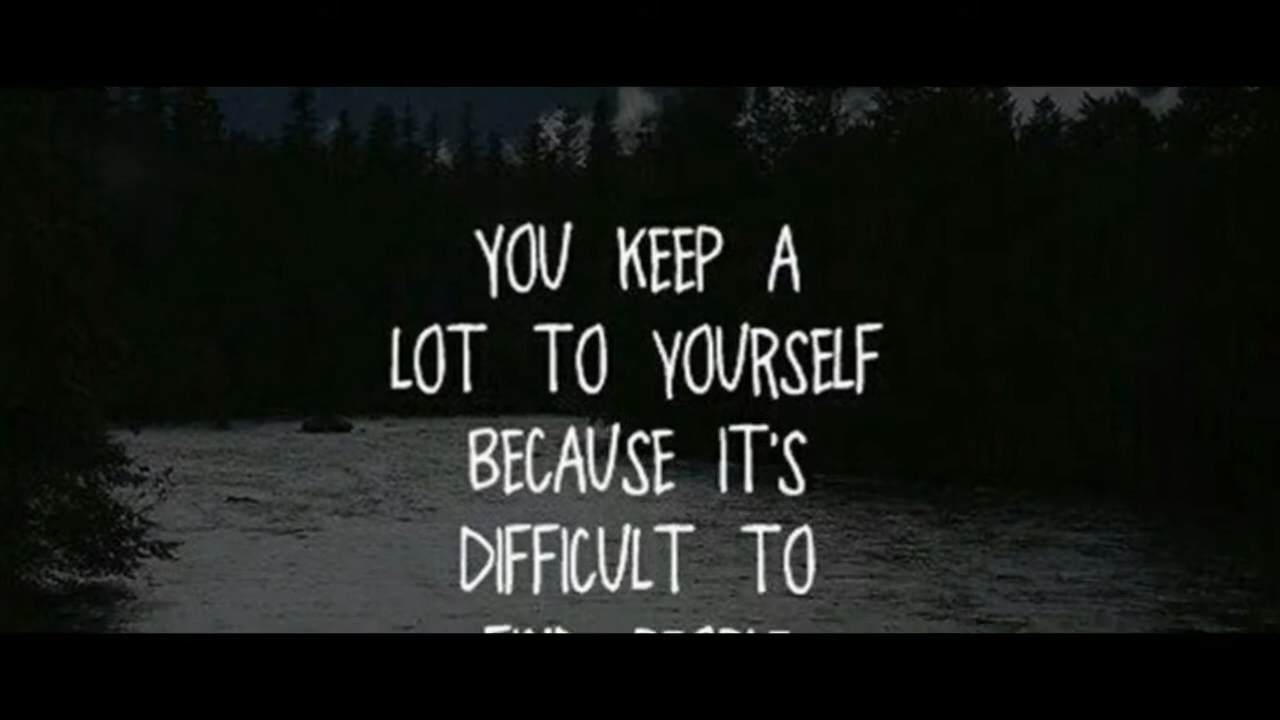 YOU KEEP A
LOT TO YOURSELF
BECAUSE IT'S
DIFFICULT TO